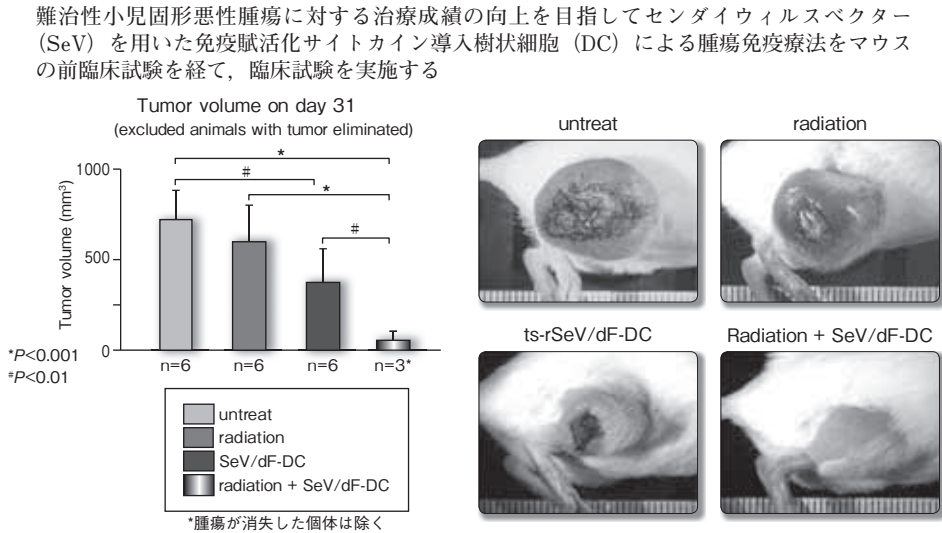 難治性小児固形悪性腫瘍に対する治療成績の向上を目指してセンダイウィルスベクター
（SeV）を用いた免疫賦活化サイトカイン導入樹状細胞（DC）による腫瘍免疫療法をマウス
の前臨床試験を経て，臨床試験を実施する
Tumor volume on day 31
(excluded animals with tumor eliminated)
Tumor volume (mm³)
1000
500
0
*
#
*
#
n=6
n=6
n=6
n=3*
*P<0.001
#P<0.01
untreat
radiation
SeV/dF-DC
radiation + SeV/dF-DC
*腫瘍が消失した個体は除く
untreat
radiation
ts-rSeV/dF-DC
Radiation + SeV/dF-DC